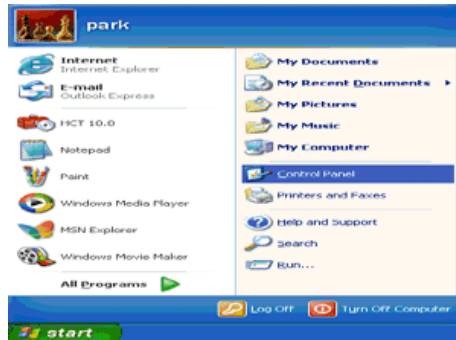 park
Internet
Internet Explorer
E-mail
Outlook Express
HCT 10.0
Notepad
Paint
Windows Media Player
MSN Explorer
Windows Movie Maker
All Programs
My Documents
My Recent Documents
My Pictures
My Music
My Computer
Control Panel
Printers and Faxes
Help and Support
Search
Run...
Log Off
Turn Off Computer
start